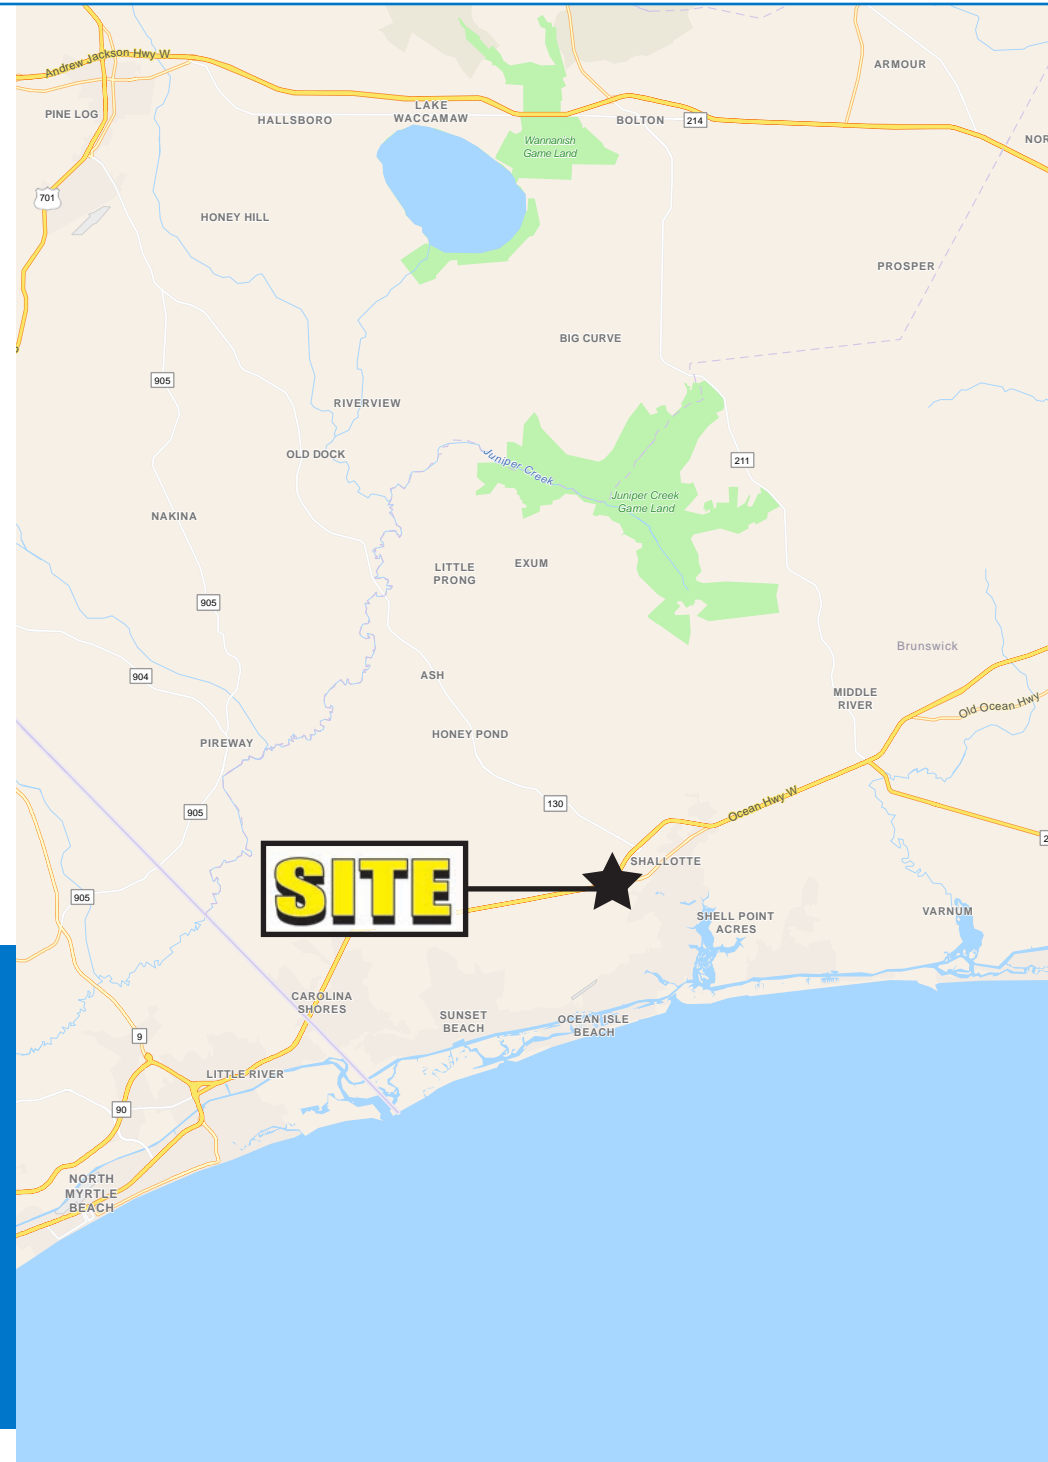 Andrew Jackson Hwy W
ARMOUR
PINE LOG
HALLSBORO
LAKE
WACCAMAW
BOLTON
214
Wannanish
Game Land
701
HONEY HILL
PROSPER
BIG CURVE
905
RIVERVIEW
OLD DOCK
Juniper Creek
211
Juniper Creek
Game Land
NAKINA
LITTLE
PRONG
EXUM
905
Brunswick
904
ASH
MIDDLE
RIVER
Old Ocean Hwy
PIREWAY
HONEY POND
905
130
Ocean Hwy W
SITE
SHALLOTTE
905
SHELL POINT
ACRES
VARNUM
CAROLINA
SHORES
SUNSET
BEACH
OCEAN ISLE
BEACH
9
LITTLE RIVER
90
NORTH
MYRTLE
BEACH